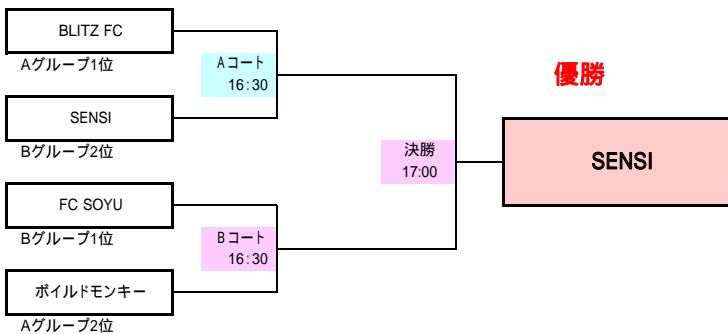 BLITZ FC
Aグループ1位
Aコート
16:30
優勝
SENSI
Bグループ2位
決勝
17:00
SENSI
FC SOYU
Bグループ1位
Bコート
16:30
ボイルドモンキー
Aグループ2位